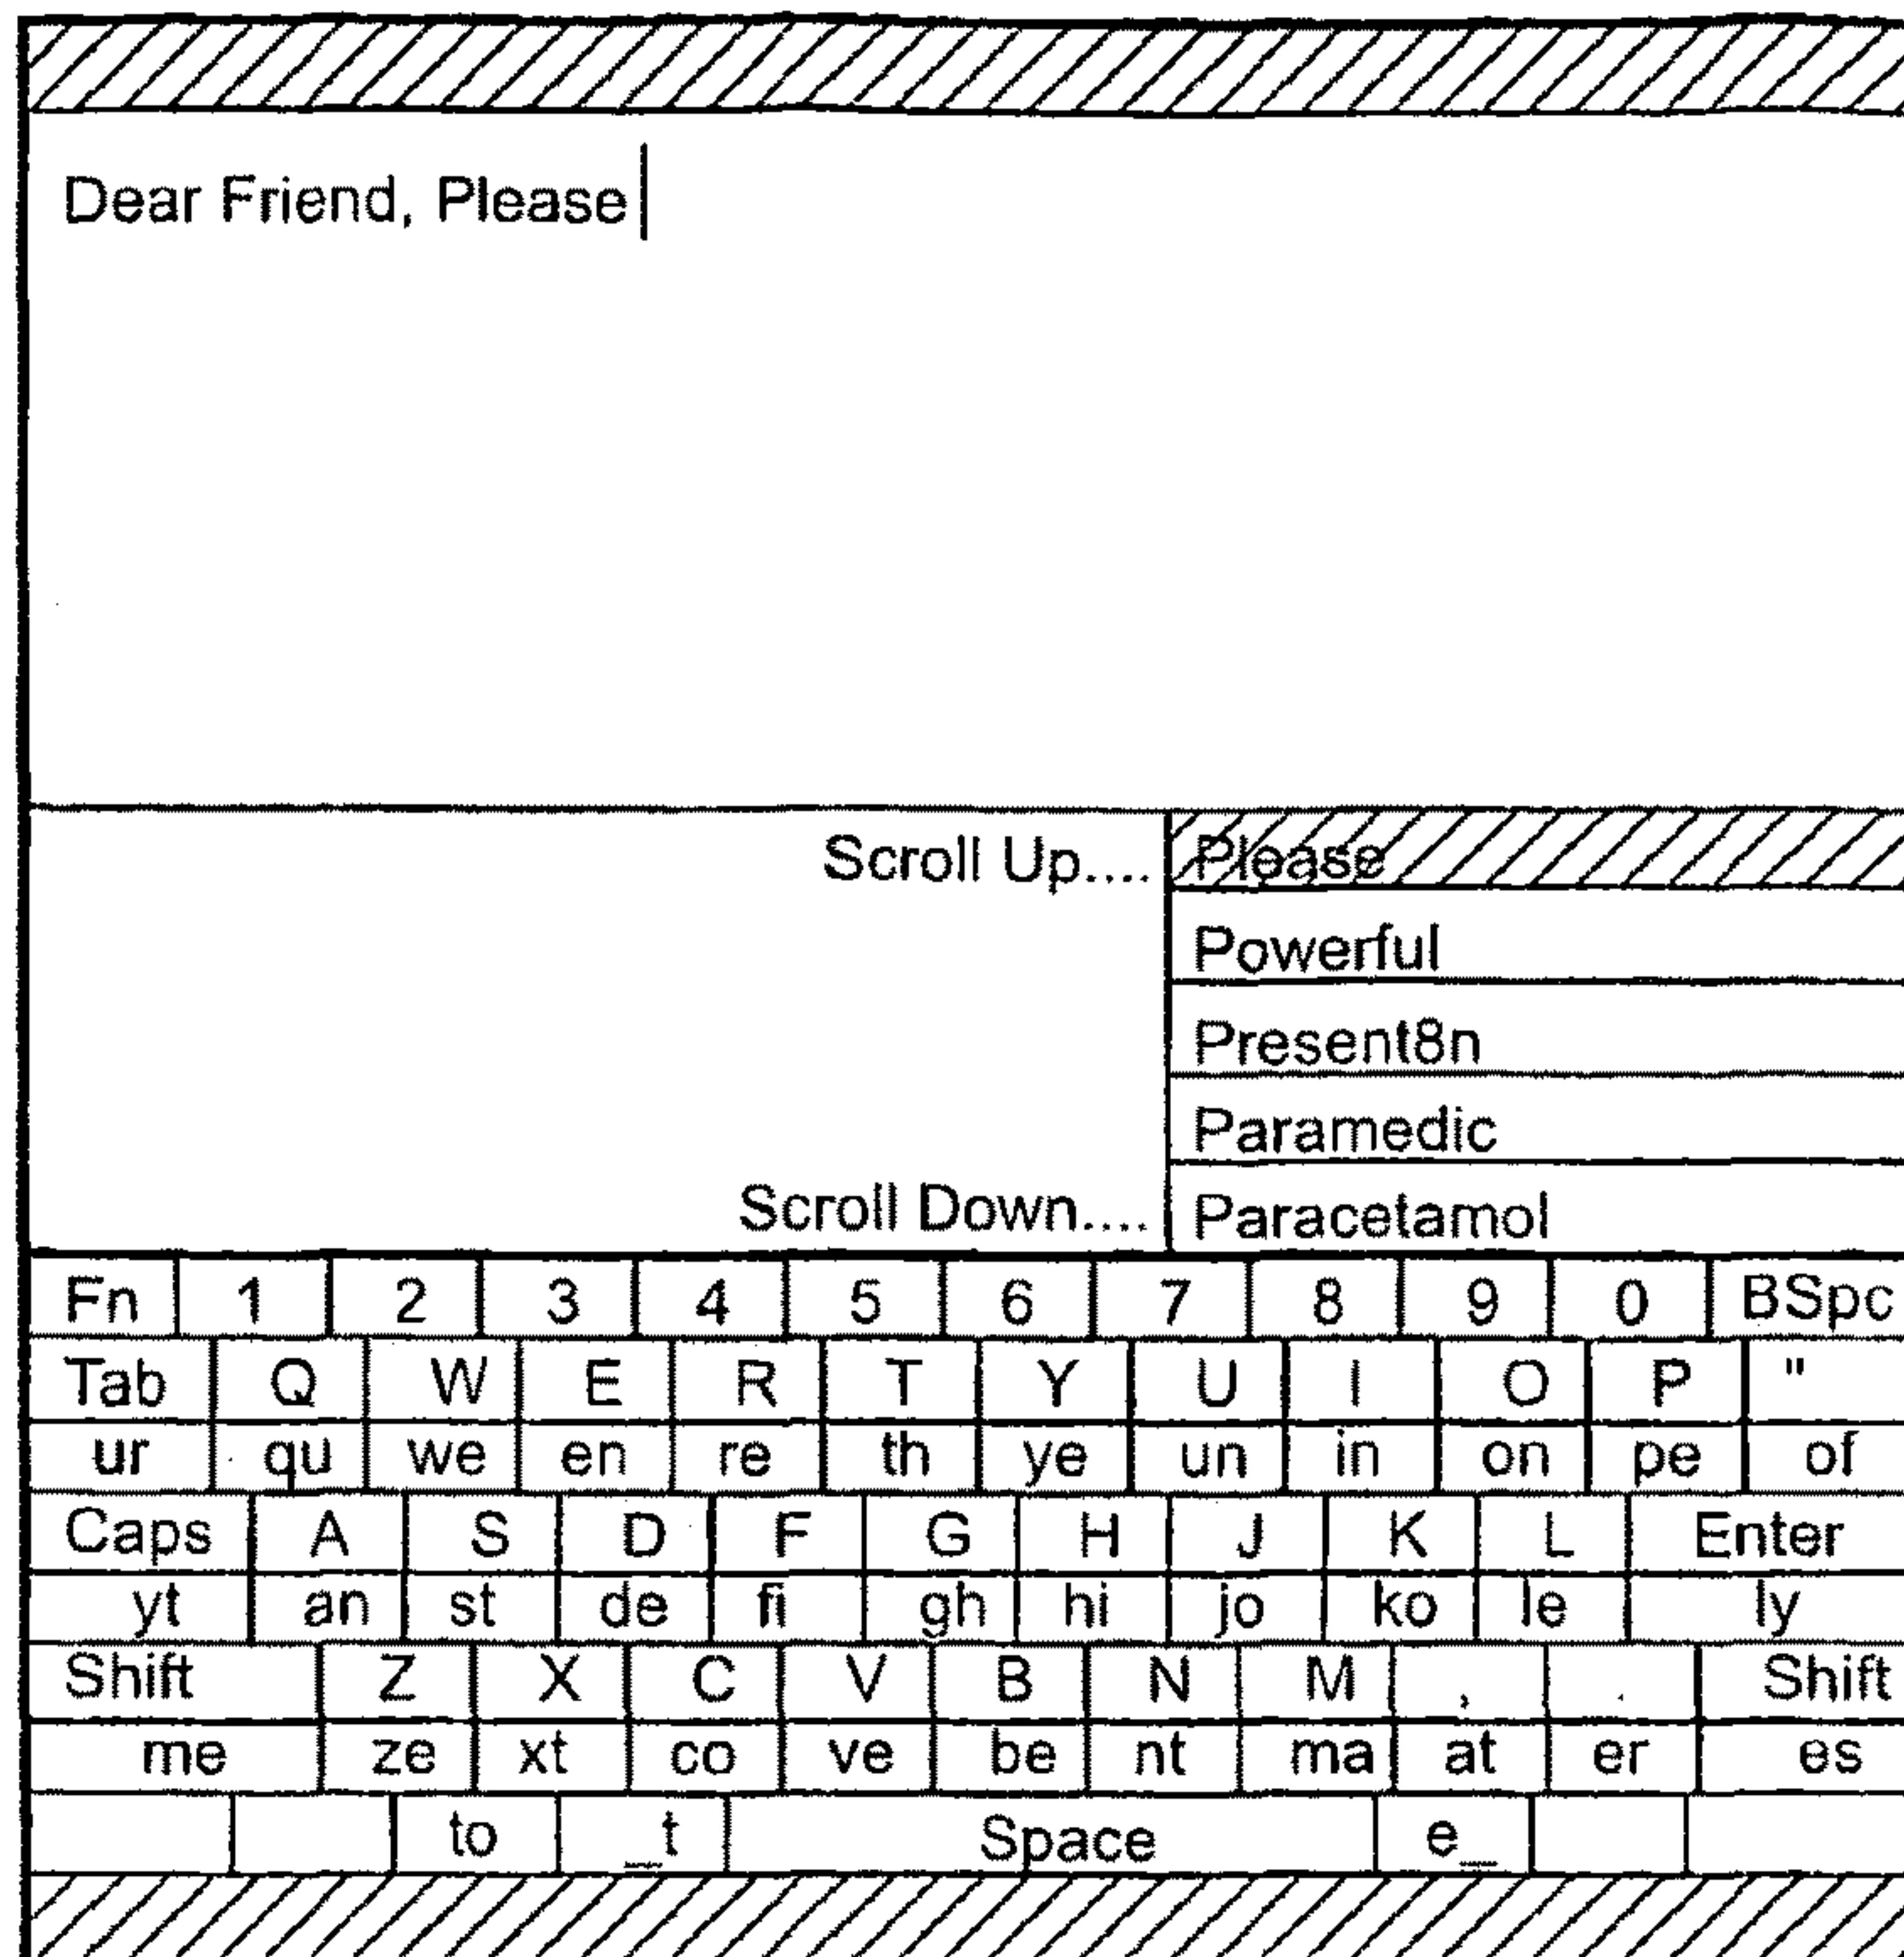 Dear Friend, Please
Scroll Up.... Please
Powerful
Present8n
Paramedic
Scroll Down.... Paracetamol
Fn 1 2 3 4 5 6 7 8 9 0 BSpc
Tab Q W E R T Y U I O P "
ur qu we en re th ye un in on pe of
Caps A S D F G H J K L Enter
yt an st de fi gh hi jo ko le ly
Shift Z X C V B N M , . Shift
me ze xt co ve be nt ma at er es
to _t Space e_